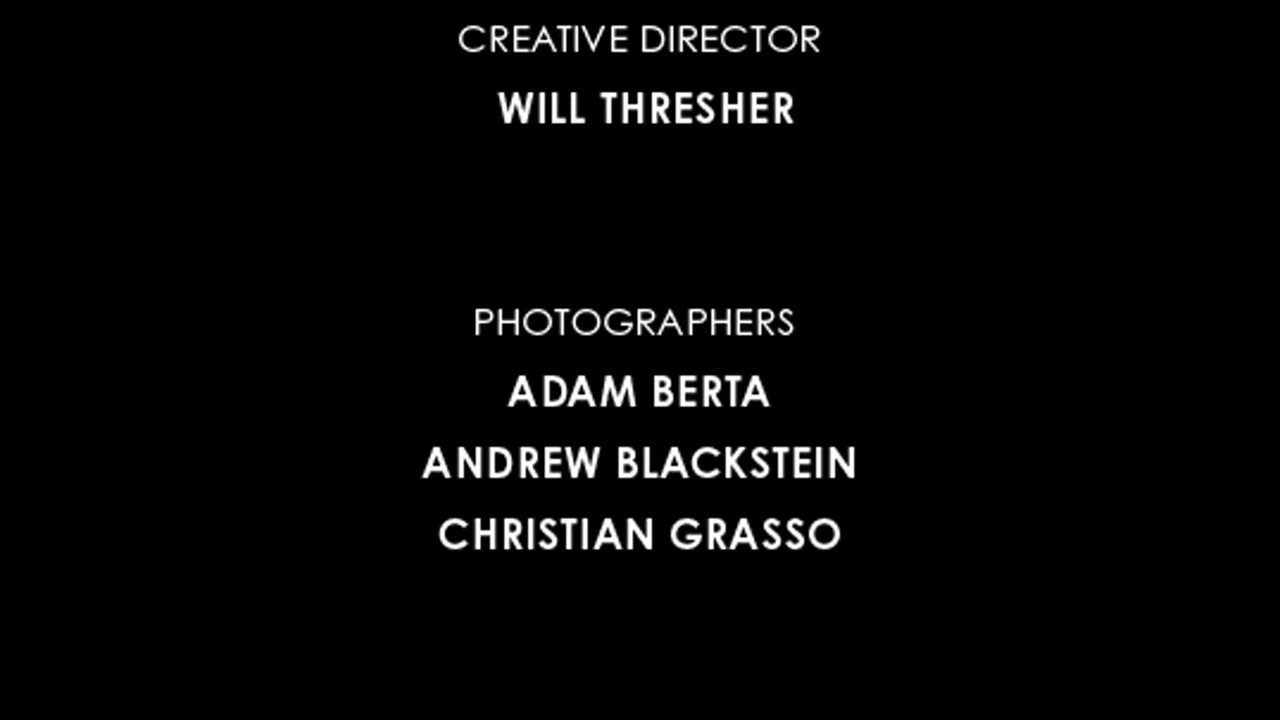 CREATIVE DIRECTOR
WILL THRESHER
PHOTOGRAPHERS
ADAM BERTA
ANDREW BLACKSTEIN
CHRISTIAN GRASSO